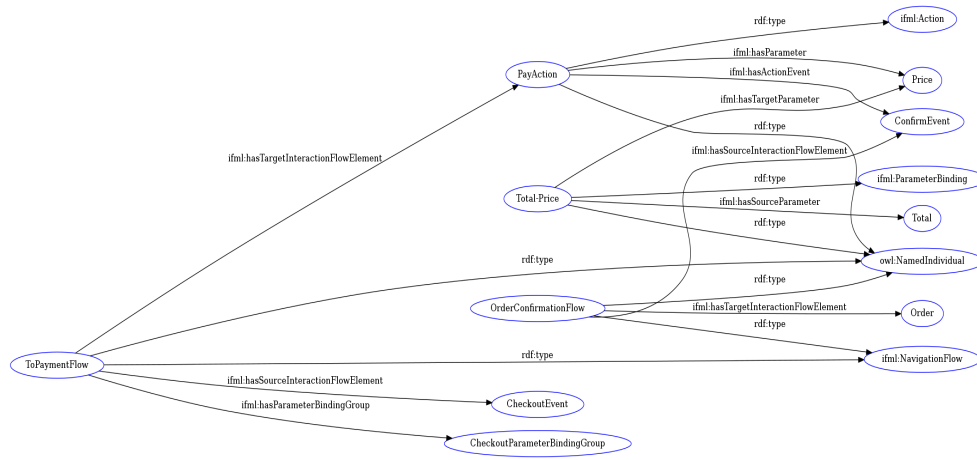 rdf:type
ifml:Action
ifml:hasParameter
PayAction
ifml:hasActionEvent
Price
ifml:hasTargetParameter
ConfirmEvent
rdf:type
ifml:hasSourceInteractionFlowElement
ifml:hasTargetInteractionFlowElement
rdf:type
ifml:ParameterBinding
Total-Price
ifml:hasSourceParameter
Total
rdf:type
rdf:type
owl:NamedIndividual
rdf:type
OrderConfirmationFlow
ifml:hasTargetInteractionFlowElement
Order
rdf:type
rdf:type
ifml:NavigationFlow
ToPaymentFlow
ifml:hasSourceInteractionFlowElement
CheckoutEvent
ifml:hasParameterBindingGroup
CheckoutParameterBindingGroup